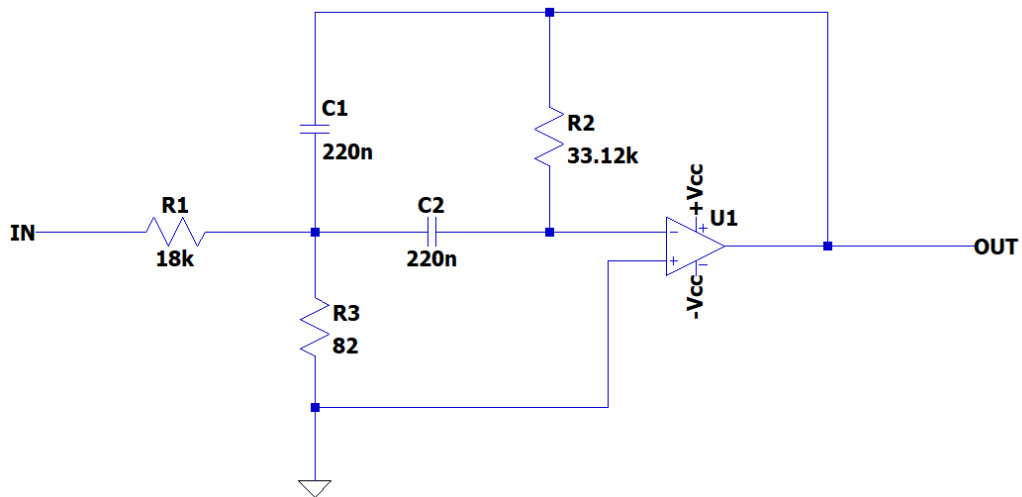 C1
220n
R2
33.12k
R1
18k
C2
220n
IN
+Vcc
U1
-Vcc
OUT
R3
82